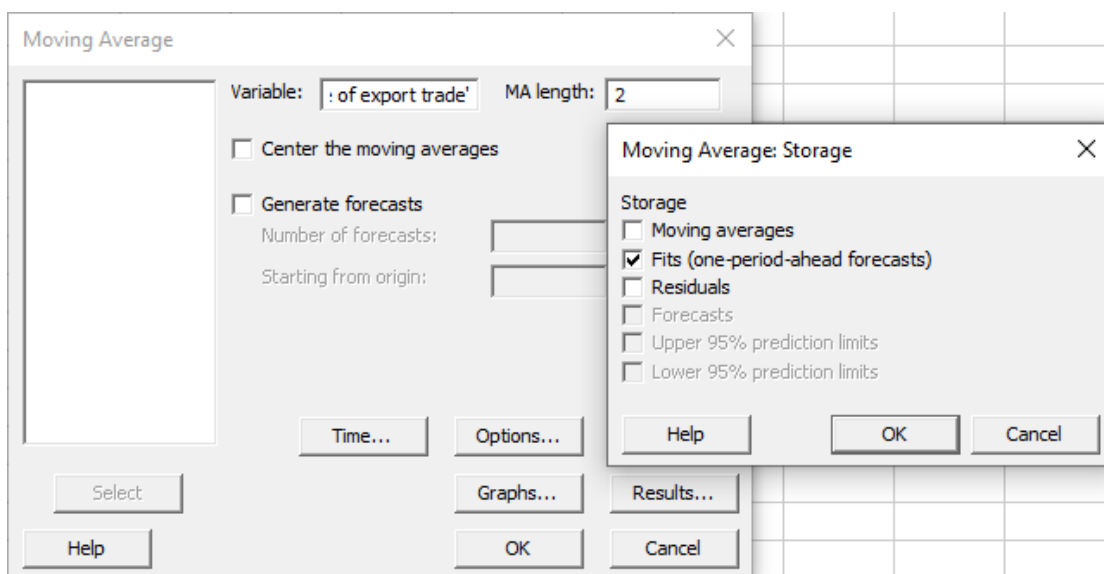 Moving Average
Variable: : of export trade' MA length: 2
Center the moving averages
Generate forecasts
Number of forecasts:
Starting from origin:
Time... Options...
Select Graphs... Results...
Help OK Cancel
Moving Average: Storage
Storage
Moving averages
Fits (one-period-ahead forecasts)
Residuals
Forecasts
Upper 95% prediction limits
Lower 95% prediction limits
Help OK Cancel